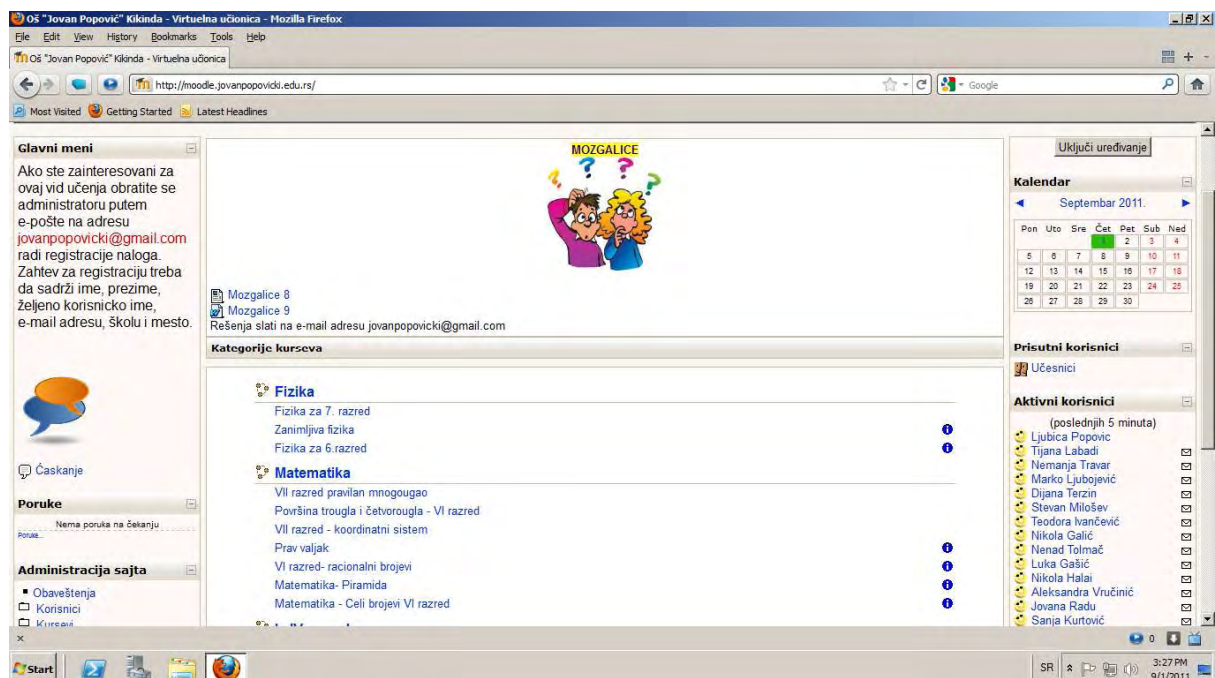 Oš "Jovan Popović" Kikinda - Virtuelna učionica - Mozilla Firefox
File Edit View History Bookmarks Tools Help
Oš "Jovan Popović" Kikinda - Virtuelna učionica
http://moodle.jovanpopovicki.edu.rs/
Google
Most Visited Getting Started Latest Headlines
Glavni meni
Ako ste zainteresovani za
ovaj vid učenja obratite se
administratoru putem
e-pošte na adresu
jovanpopovicki@gmail.com
radi registracije naloga.
Zahtev za registraciju treba
da sadrži ime, prezime,
željeno korisnicko ime,
e-mail adresu, školu i mesto.
Ćaskanje
Poruke
Nema poruka na čekanju
Poruke...
Administracija sajta
Obaveštenja
Korisnici
Kursevi
MOZGALICE
Mozgalice 8
Mozgalice 9
Rešenja slati na e-mail adresu jovanpopovicki@gmail.com
Kategorije kurseva
Fizika
Fizika za 7. razred
Zanimljiva fizika
Fizika za 6.razred
Matematika
VII razred pravilan mnogougao
Površina trougla i četvorougla - VI razred
VII razred - koordinatni sistem
Prav valjak
VI razred- racionalni brojevi
Matematika- Piramida
Matematika - Celi brojevi VI razred
Uključi uređivanje
Kalendar
Septembar 2011.
Pon Uto Sre Čet Pet Sub Ned
1 2 3 4
5 6 7 8 9 10 11
12 13 14 15 16 17 18
19 20 21 22 23 24 25
26 27 28 29 30
Prisutni korisnici
Učesnici
Aktivni korisnici
(poslednjih 5 minuta)
Ljubica Popovic
Tijana Labadi
Nemanja Travar
Marko Ljubojević
Dijana Terzin
Stevan Milošev
Teodora Ivančević
Nikola Galić
Nenad Tolmač
Luka Gašić
Nikola Halai
Aleksandra Vručinić
Jovana Radu
Sanja Kurtović
0
Start
SR
3:27 PM
9/1/2011